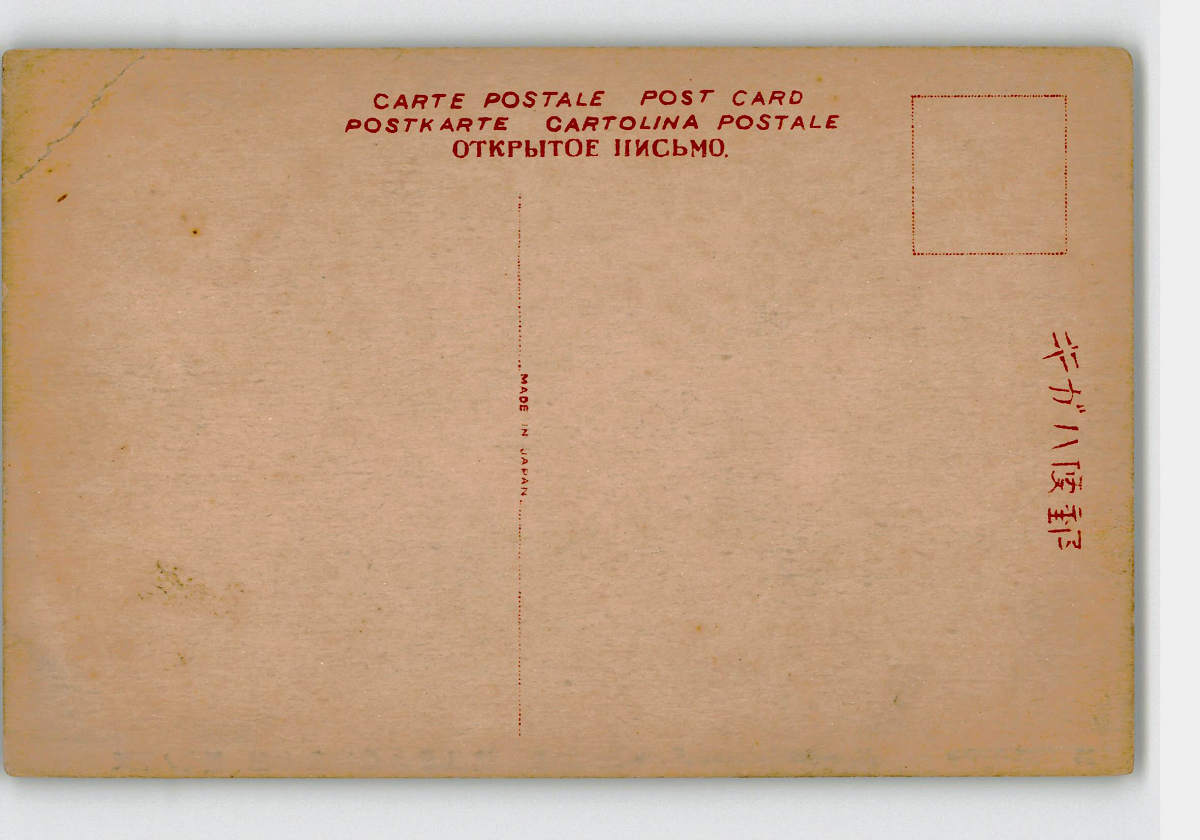 CARTE POSTALE POST CARD
POSTKARTE CARTOLINA POSTALE
ОТКРЫТОЕ ПИСЬМО.
MADE IN JAPAN.
キガハ便郵